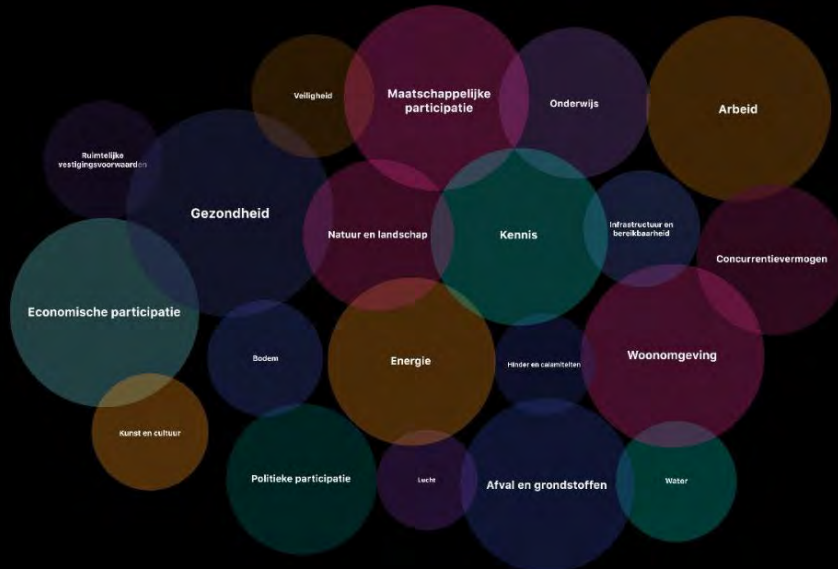 Veiligheid
Maatschappelijke
participatie
Onderwijs
Arbeid
Ruimtelijke
vestigingsvoorwaarden
Gezondheid
Natuur en landschap
Kennis
Infrastructuur en
bereikbaarheid
Concurrentievermogen
Economische participatie
Bodem
Energie
Hinder en calamiteiten
Woonomgeving
Kunst en cultuur
Politieke participatie
Lucht
Afval en grondstoffen
Water